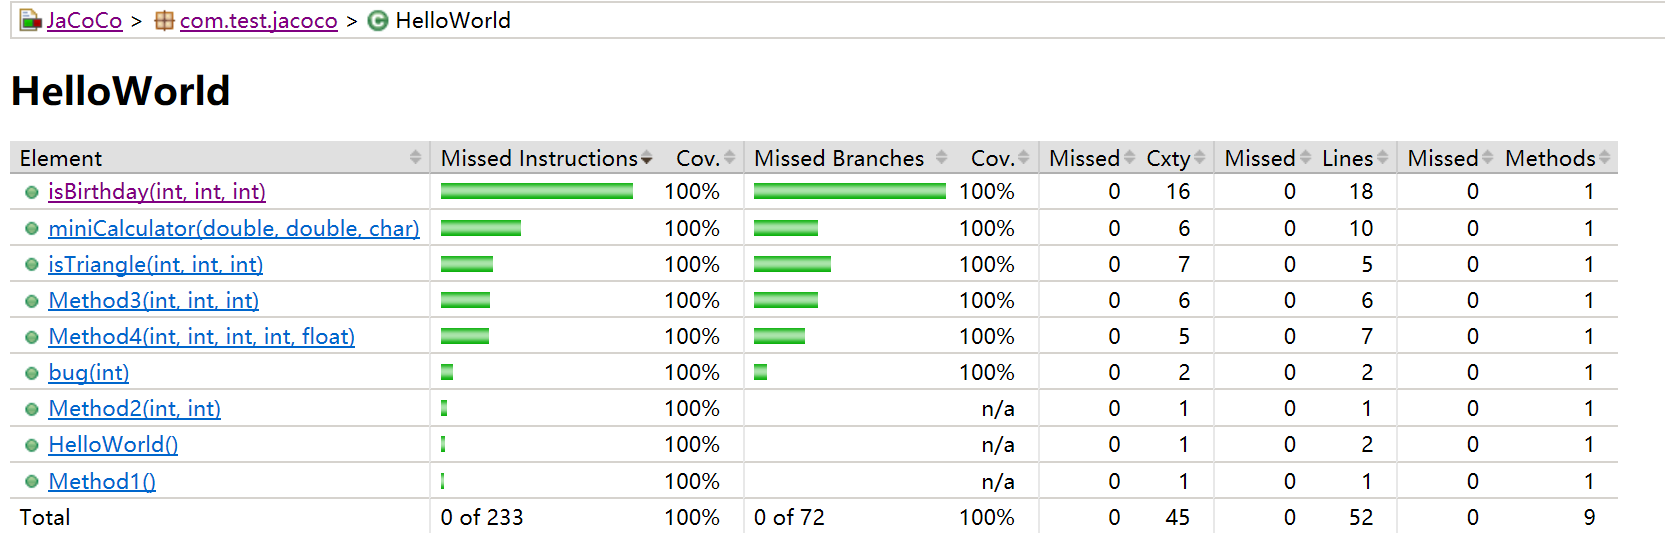 JaCoCo > com.test.jacoco > HelloWorld
HelloWorld
Element Missed Instructions Cov. Missed Branches Cov. Missed Cxty Missed Lines Missed Methods
isBirthday(int, int, int) 100% 100% 0 16 0 18 0 1
miniCalculator(double, double, char) 100% 100% 0 6 0 10 0 1
isTriangle(int, int, int) 100% 100% 0 7 0 5 0 1
Method3(int, int, int) 100% 100% 0 6 0 6 0 1
Method4(int, int, int, int, float) 100% 100% 0 5 0 7 0 1
bug(int) 100% 100% 0 2 0 2 0 1
Method2(int, int) 100% n/a 0 1 0 1 0 1
HelloWorld() 100% n/a 0 1 0 2 0 1
Method1() 100% n/a 0 1 0 1 0 1
Total 0 of 233 100% 0 of 72 100% 0 45 0 52 0 9